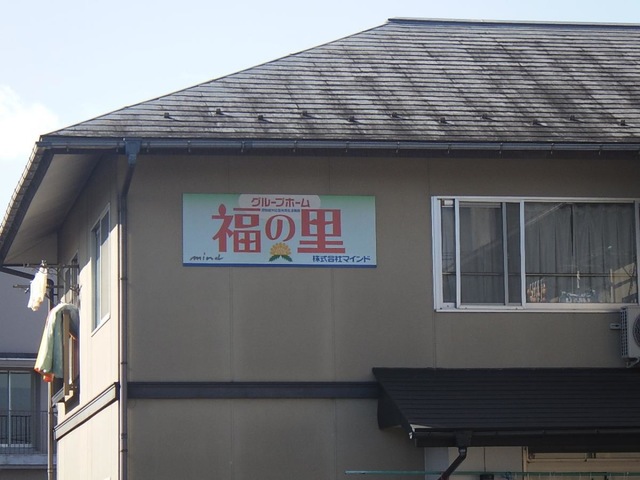 グループホーム
福の里
mind
株式会社マインド